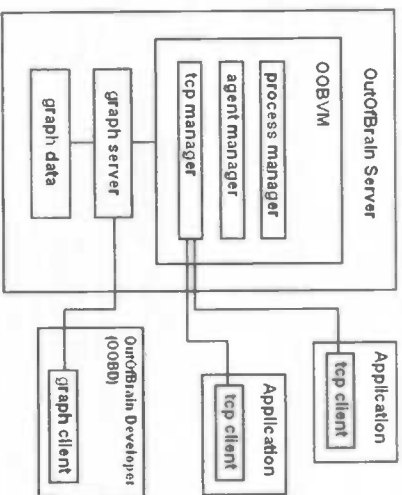 OutOfBrain Server
OOBVM
process manager
agent manager
tcp manager
graph server
graph data
Application
tcp client
Application
tcp client
OutOfBrain Developer
(OOBD)
graph client